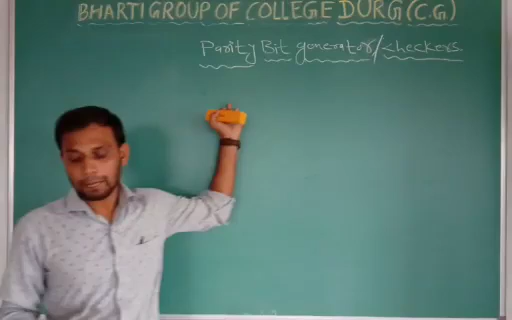 BHARTI GROUP OF COLLEGE DURG (C.G)
Parity Bit generator/checkers